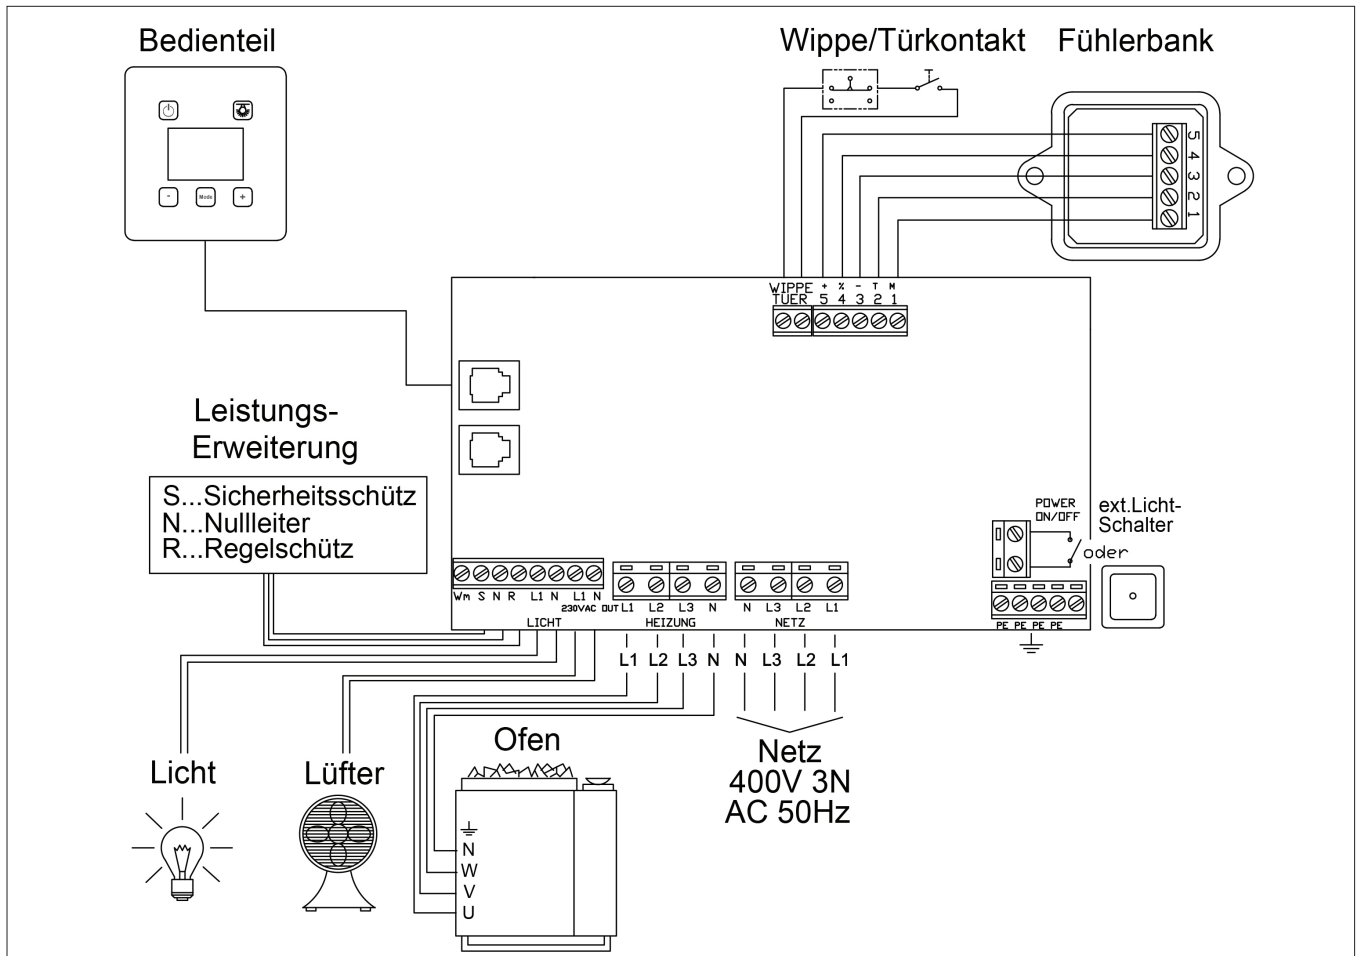 Bedienteil
Wippe/Türkontakt
Fühlerbank
Mode
- +
5
4
3
2
1
WIPPE + % - T M
TUER 5 4 3 2 1
Leistungs-
Erweiterung
S...Sicherheitsschütz
N...Nullleiter
R...Regelschütz
POWER
ON/OFF
ext.Licht-
Schalter
oder
Wm S N R L1 N L1 N
230VAC OUT L1 L2 L3 N
N L3 L2 L1
LICHT
HEIZUNG
NETZ
PE PE PE PE
L1 L2 L3 N N L3 L2 L1
Licht
Lüfter
Ofen
Netz
400V 3N
AC 50Hz
N
W
V
U